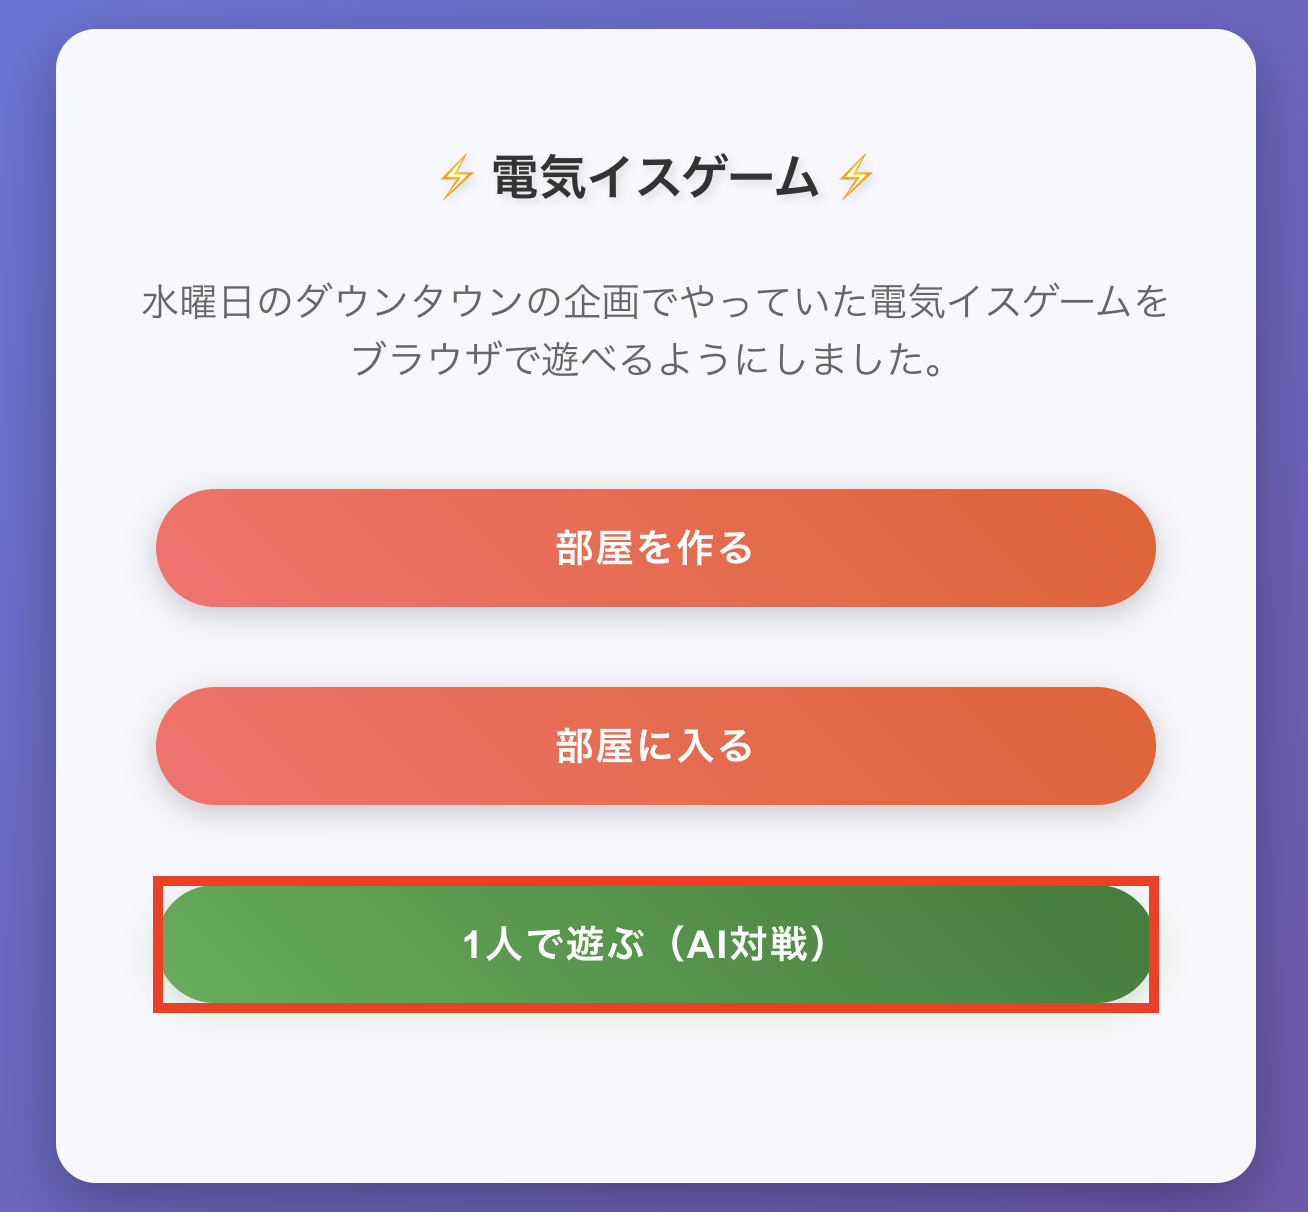 ⚡ 電気イスゲーム ⚡
水曜日のダウンタウンの企画でやっていた電気イスゲームを
ブラウザで遊べるようにしました。
部屋を作る
部屋に入る
1人で遊ぶ（AI対戦）